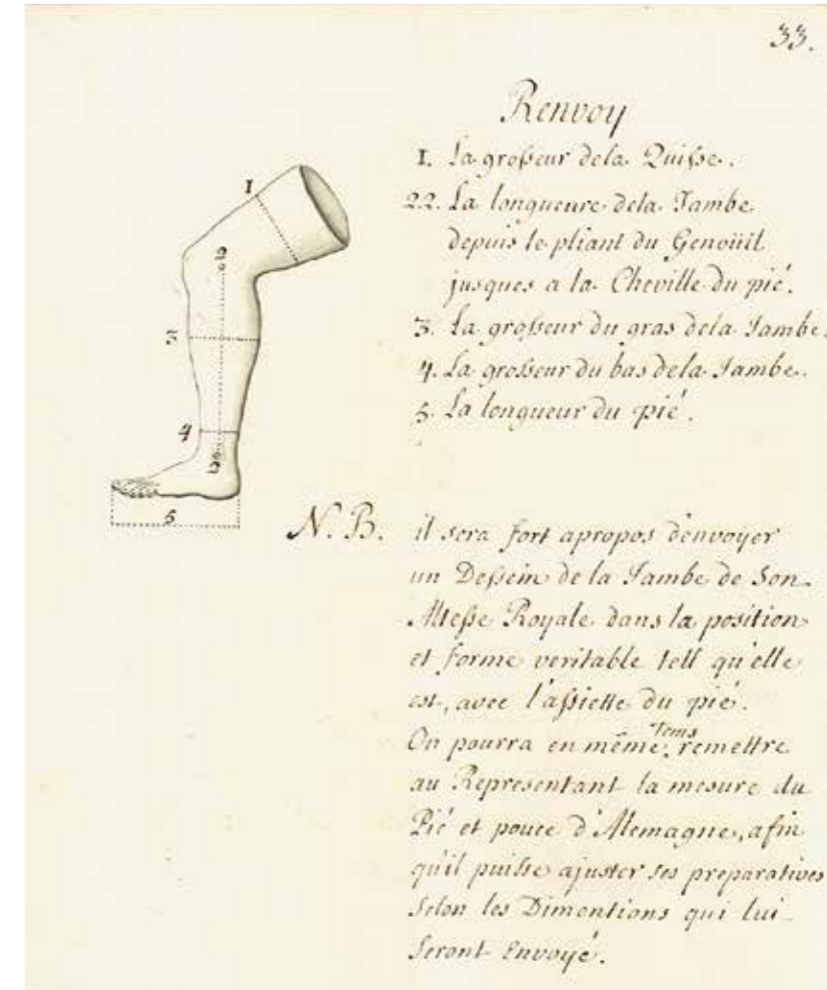 33.
Renvoy
1. La grosseur dela Quisse.
22. La longueure dela Jambe
depuis le pliant du Genoüil
jusques a la Cheville du pié.
3. La grosseur du gras dela Jambe.
4. La grosseur du bas dela Jambe.
5. La longueur du pié.
1
2
3
4
2
5
N. B. il sera fort apropos d'envoyer
un Dessein de la Jambe de Son
Altesse Royale dans la position
et forme veritable tell qu'elle
est, avec l'assiette du pié.
On pourra en même Tems remettre
au Representant la mesure du
Pié et pouce d'Alemagne, afin
qu'il puisse ajuster ses preparatives
Selon les Dimentions qui lui
Seront Envoyé.